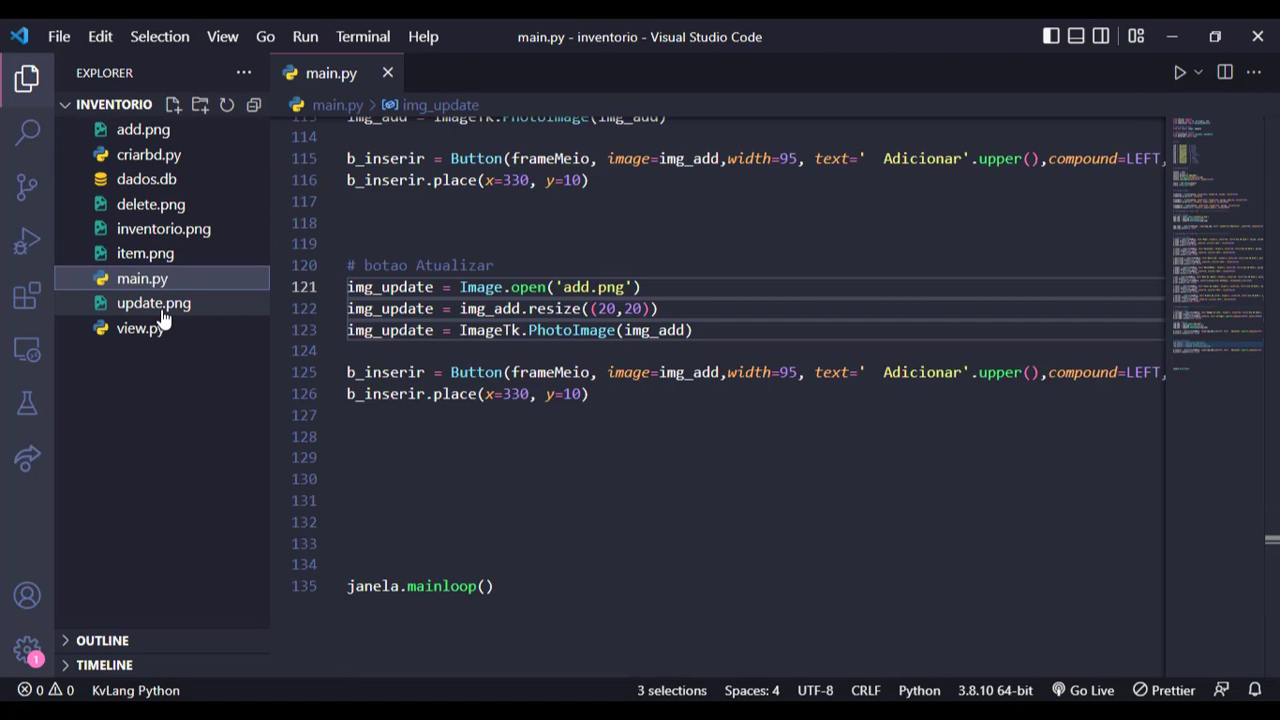 File Edit Selection View Go Run Terminal Help
main.py - inventorio - Visual Studio Code
EXPLORER
main.py
INVENTORIO
main.py > img_update
add.png
criarbd.py
dados.db
delete.png
inventorio.png
item.png
main.py
update.png
view.py
113 img_add = ImageTk.PhotoImage(img_add)
114
115 b_inserir = Button(frameMeio, image=img_add,width=95, text='  Adicionar'.upper(),compound=LEFT,
116 b_inserir.place(x=330, y=10)
117
118
119
120 # botao Atualizar
121 img_update = Image.open('add.png')
122 img_update = img_add.resize((20,20))
123 img_update = ImageTk.PhotoImage(img_add)
124
125 b_inserir = Button(frameMeio, image=img_add,width=95, text='  Adicionar'.upper(),compound=LEFT,
126 b_inserir.place(x=330, y=10)
127
128
129
130
131
132
133
134
135 janela.mainloop()
OUTLINE
TIMELINE
1
0 0 KvLang Python 3 selections Spaces: 4 UTF-8 CRLF Python 3.8.10 64-bit Go Live Prettier